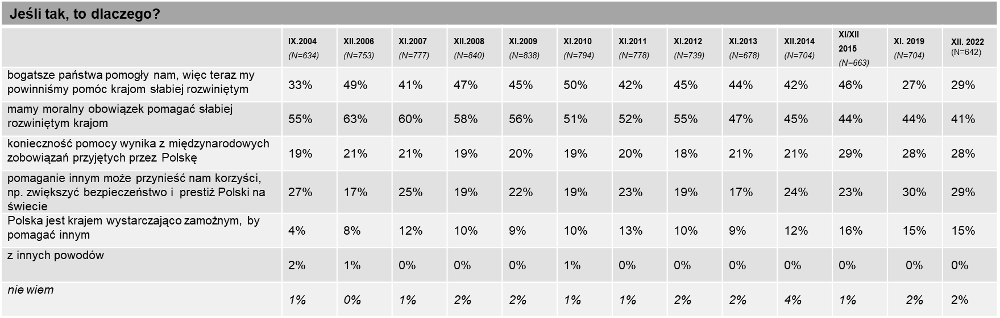 Jeśli tak, to dlaczego?
IX.2004 XII.2006 XI.2007 XII.2008 XI.2009 XI.2010 XI.2011 XI.2012 XI.2013 XII.2014 XI/XII 2015 XI. 2019 XII. 2022
(N=634) (N=753) (N=777) (N=840) (N=838) (N=794) (N=778) (N=739) (N=678) (N=704) (N=663) (N=704) (N=642)
bogatsze państwa pomogły nam, więc teraz my
powinniśmy pomóc krajom słabiej rozwiniętym
33% 49% 41% 47% 45% 50% 42% 45% 44% 42% 46% 27% 29%
mamy moralny obowiązek pomagać słabiej
rozwiniętym krajom
55% 63% 60% 58% 56% 51% 52% 55% 47% 45% 44% 44% 41%
konieczność pomocy wynika z międzynarodowych
zobowiązań przyjętych przez Polskę
19% 21% 21% 19% 20% 19% 20% 18% 21% 21% 29% 28% 28%
pomaganie innym może przynieść nam korzyści,
np. zwiększyć bezpieczeństwo i prestiż Polski na
świecie
27% 17% 25% 19% 22% 19% 23% 19% 17% 24% 23% 30% 29%
Polska jest krajem wystarczająco zamożnym, by
pomagać innym
4% 8% 12% 10% 9% 10% 13% 10% 9% 12% 16% 15% 15%
z innych powodów
2% 1% 0% 0% 0% 1% 0% 0% 0% 0% 0% 0% 0%
nie wiem
1% 0% 1% 2% 2% 1% 1% 2% 2% 4% 1% 2% 2%